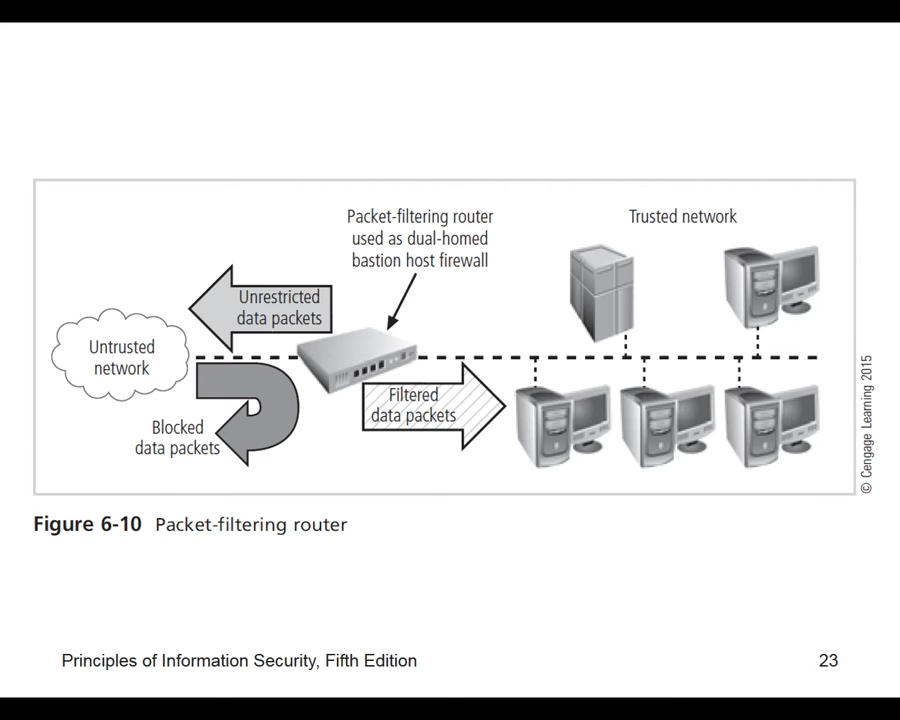 Packet-filtering router
used as dual-homed
bastion host firewall
Trusted network
Unrestricted
data packets
Untrusted
network
Filtered
data packets
Blocked
data packets
© Cengage Learning 2015
Figure 6-10 Packet-filtering router
Principles of Information Security, Fifth Edition
23